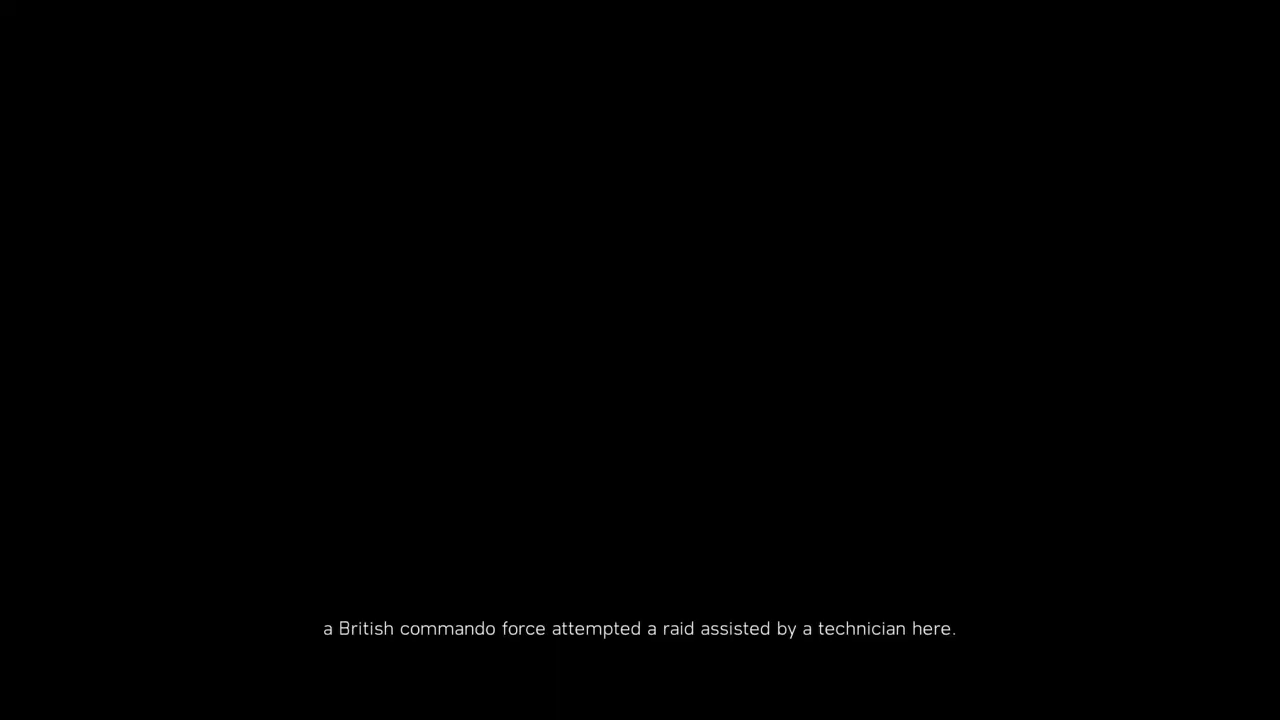 a British commando force attempted a raid assisted by a technician here.